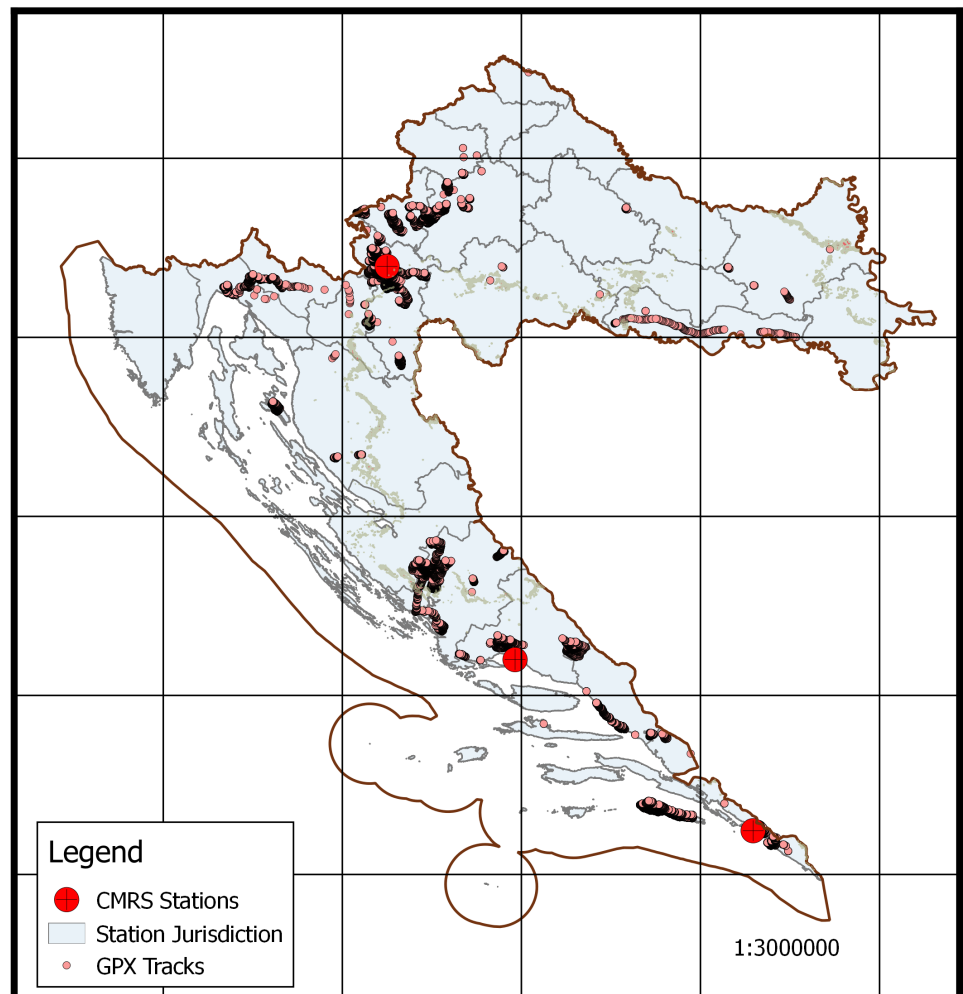 Legend
CMRS Stations
Station Jurisdiction
GPX Tracks
1:3000000